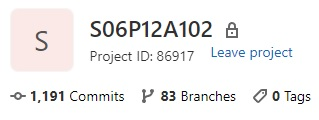 S
S06P12A102
Project ID: 86917 Leave project
1,191 Commits 83 Branches 0 Tags